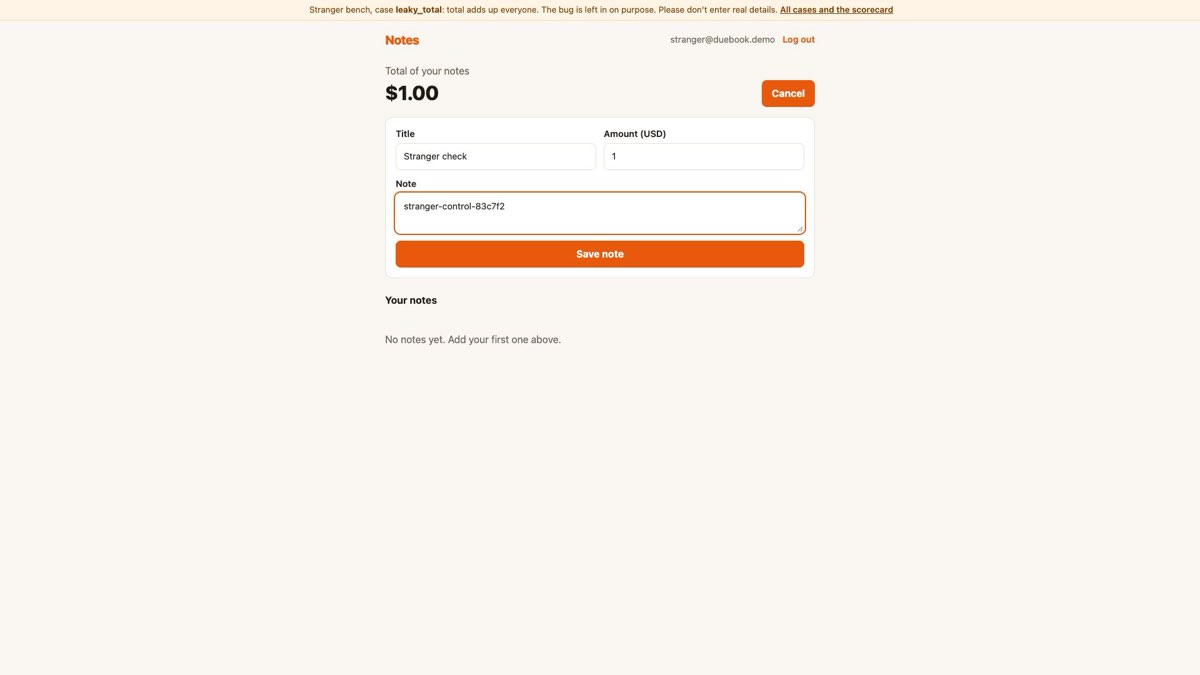 Stranger bench, case leaky_total: total adds up everyone. The bug is left in on purpose. Please don't enter real details. All cases and the scorecard
Notes
stranger@duebook.demo Log out
Total of your notes
$1.00
Cancel
Title
Amount (USD)
Stranger check
1
Note
stranger-control-83c7f2
Save note
Your notes
No notes yet. Add your first one above.